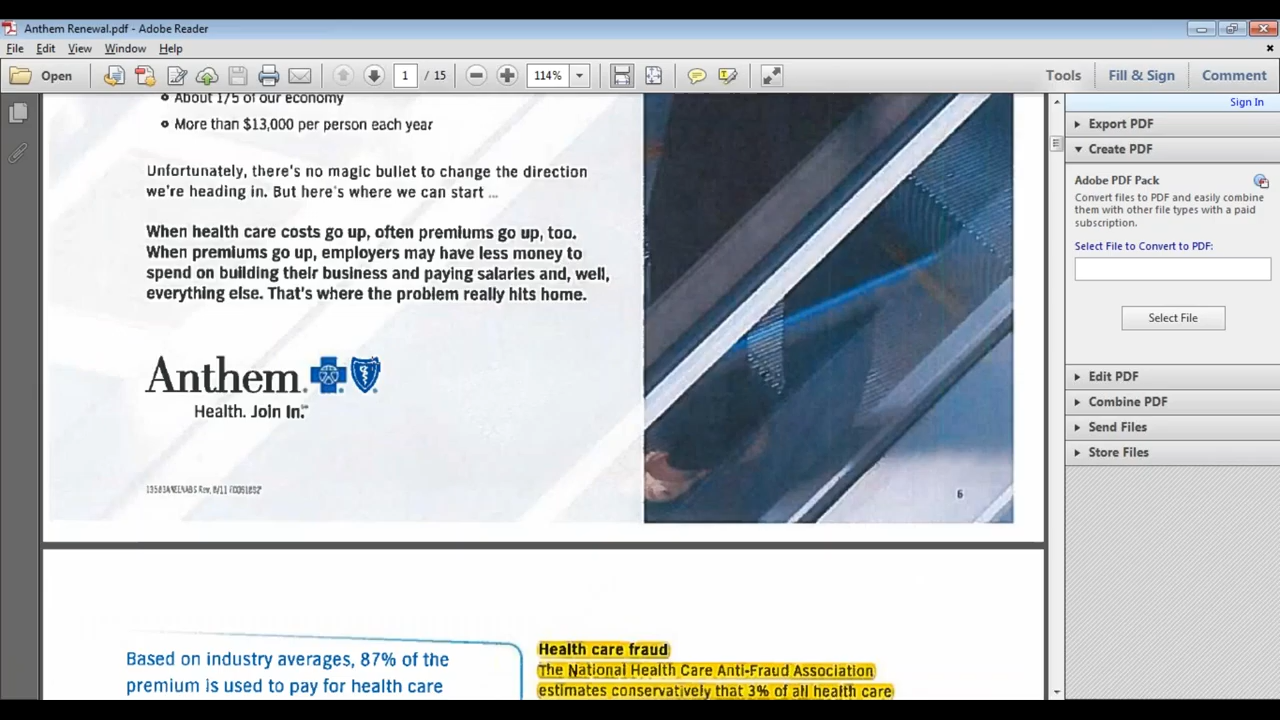 Anthem Renewal.pdf - Adobe Reader
File Edit View Window Help
Open 1 / 15 114% Tools Fill & Sign Comment
Sign In
Export PDF
Create PDF
Adobe PDF Pack
Convert files to PDF and easily combine
them with other file types with a paid
subscription.
Select File to Convert to PDF:
Select File
Edit PDF
Combine PDF
Send Files
Store Files
About 1/5 of our economy
More than $13,000 per person each year
Unfortunately, there's no magic bullet to change the direction
we're heading in. But here's where we can start ...
When health care costs go up, often premiums go up, too.
When premiums go up, employers may have less money to
spend on building their business and paying salaries and, well,
everything else. That's where the problem really hits home.
Anthem.
Health. Join In.℠
6
Based on industry averages, 87% of the
premium is used to pay for health care
Health care fraud
The National Health Care Anti-Fraud Association
estimates conservatively that 3% of all health care